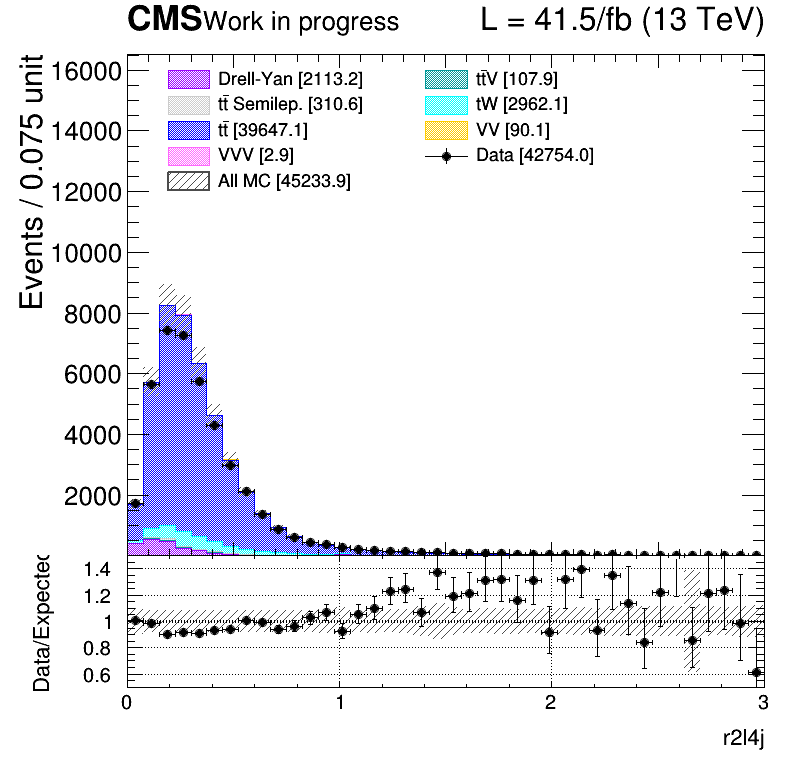 CMS Work in progress L = 41.5/fb (13 TeV)
Events / 0.075 unit
16000
14000
12000
10000
8000
6000
4000
2000
Drell-Yan [2113.2]
tt̄ Semilep. [310.6]
tt̄ [39647.1]
VVV [2.9]
All MC [45233.9]
tt̄V [107.9]
tW [2962.1]
VV [90.1]
Data [42754.0]
Data/Expected
1.4
1.2
1
0.8
0.6
0 1 2 3
r2l4j